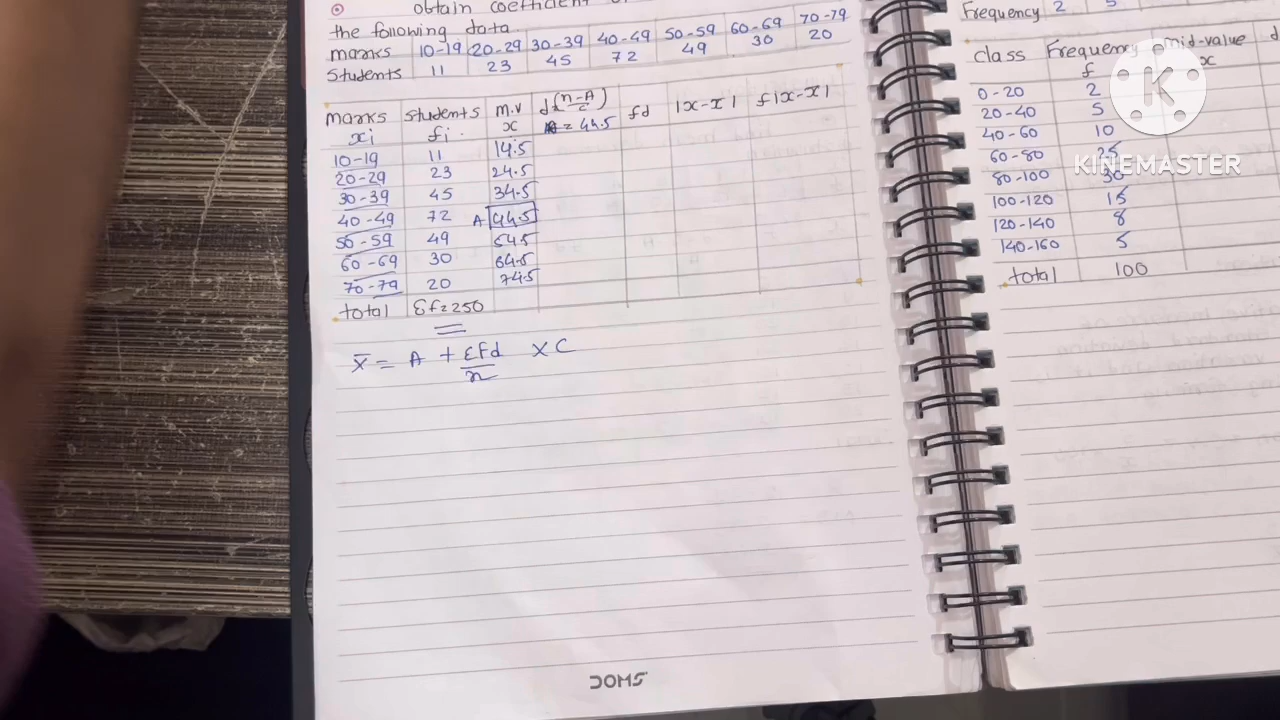 obtain coefficient
the following data
marks 10-19 20-29 30-39 40-49 50-59 60-69 70-79
Students 11 23 45 72 49 30 20
marks xi students fi m.v x d=(x-A)/c A=44.5 fd |x-x̄| f|x-x̄|
10-19 11 14.5
20-29 23 24.5
30-39 45 34.5
40-49 72 A 44.5
50-59 49 54.5
60-69 30 64.5
70-79 20 74.5
total Σf=250
x̄ = A + Σfd/n × C
DOMS
Frequency 2 5
class Frequency f mid-value x d
0-20 2
20-40 5
40-60 10
60-80 25
80-100 30
100-120 15
120-140 8
140-160 5
total 100
K
KINEMASTER